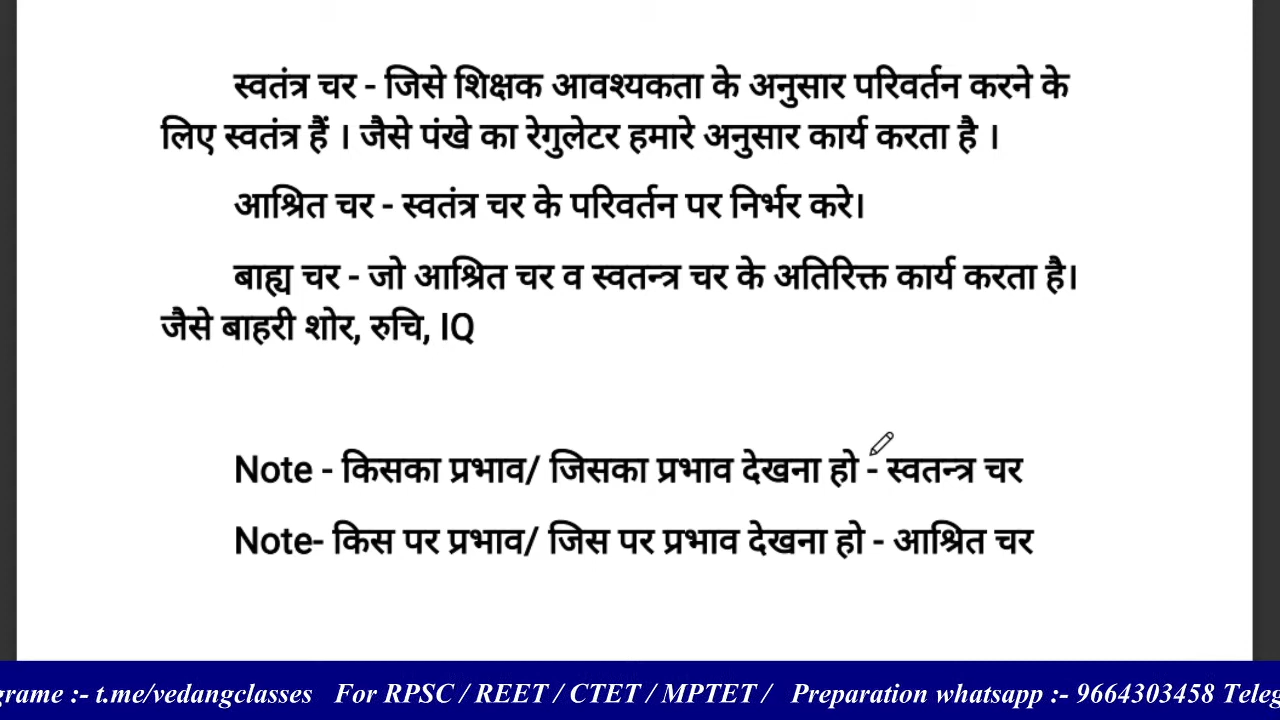 स्वतंत्र चर - जिसे शिक्षक आवश्यकता के अनुसार परिवर्तन करने के
लिए स्वतंत्र हैं । जैसे पंखे का रेगुलेटर हमारे अनुसार कार्य करता है ।
आश्रित चर - स्वतंत्र चर के परिवर्तन पर निर्भर करे।
बाह्य चर - जो आश्रित चर व स्वतन्त्र चर के अतिरिक्त कार्य करता है।
जैसे बाहरी शोर, रुचि, IQ
Note - किसका प्रभाव/ जिसका प्रभाव देखना हो - स्वतन्त्र चर
Note- किस पर प्रभाव/ जिस पर प्रभाव देखना हो - आश्रित चर
grame :- t.me/vedangclasses For RPSC / REET / CTET / MPTET / Preparation whatsapp :- 9664303458 Teleg